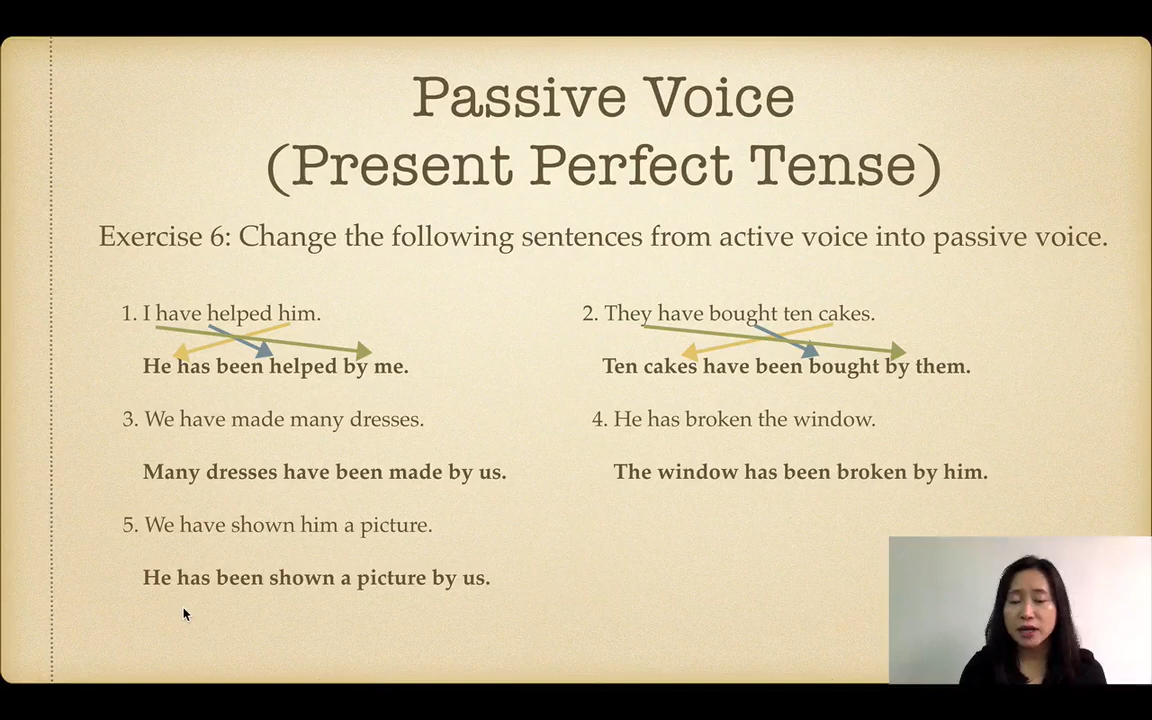 Passive Voice
(Present Perfect Tense)
Exercise 6: Change the following sentences from active voice into passive voice.
1. I have helped him.
He has been helped by me.
2. They have bought ten cakes.
Ten cakes have been bought by them.
3. We have made many dresses.
Many dresses have been made by us.
4. He has broken the window.
The window has been broken by him.
5. We have shown him a picture.
He has been shown a picture by us.